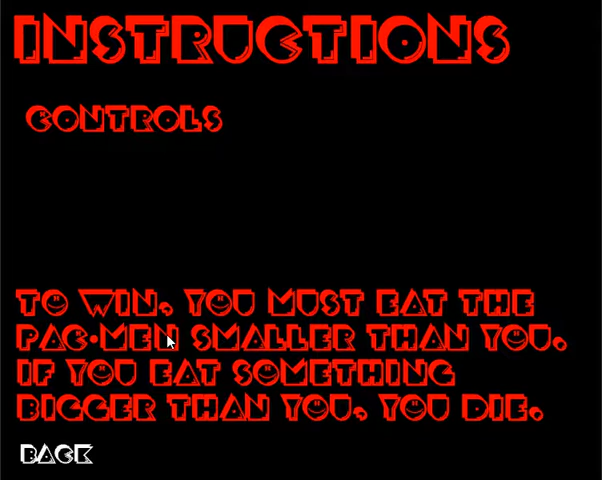 INSTRUCTIONS
CONTROLS
TO WIN, YOU MUST EAT THE
PAC-MEN SMALLER THAN YOU.
IF YOU EAT SOMETHING
BIGGER THAN YOU, YOU DIE.
BACK